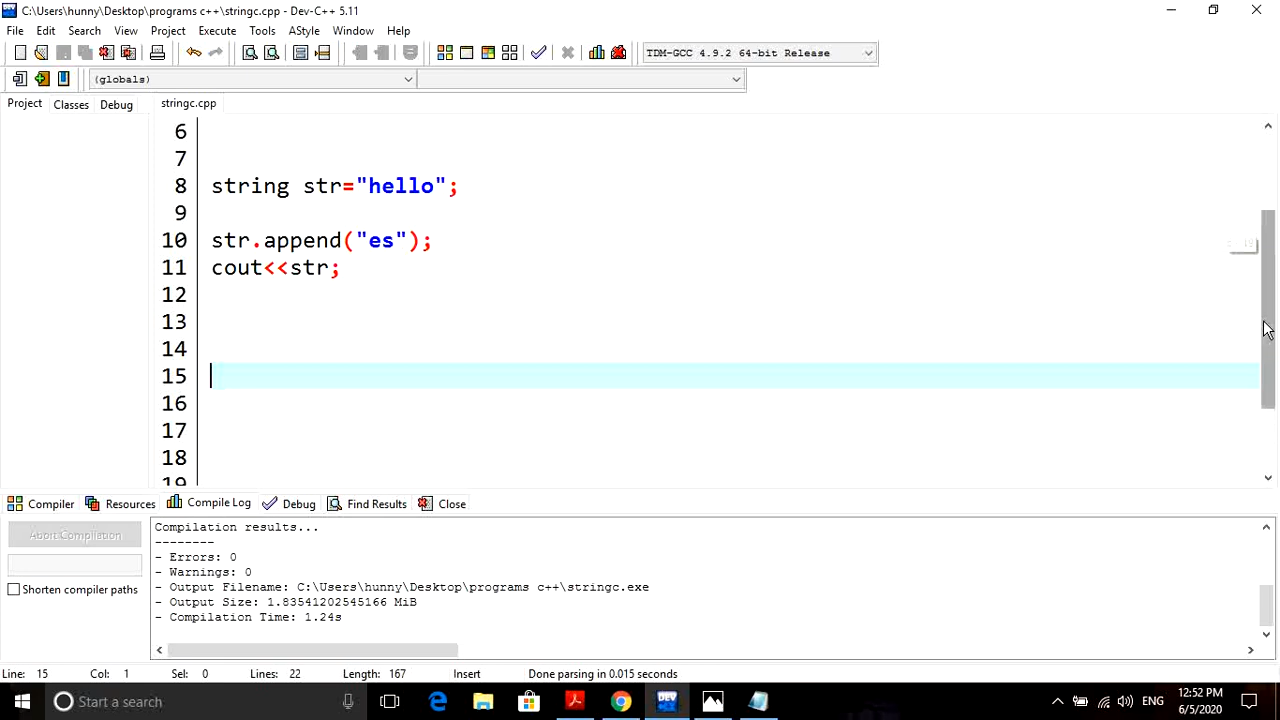 C:\Users\hunny\Desktop\programs c++\stringc.cpp - Dev-C++ 5.11
File Edit Search View Project Execute Tools AStyle Window Help
TDM-GCC 4.9.2 64-bit Release
(globals)
Project Classes Debug stringc.cpp
6
7
8 string str="hello";
9
10 str.append("es");
11 cout<<str;
12
13
14
15
16
17
18
19
Compiler Resources Compile Log Debug Find Results Close
Abort Compilation
Shorten compiler paths
Compilation results...
--------
- Errors: 0
- Warnings: 0
- Output Filename: C:\Users\hunny\Desktop\programs c++\stringc.exe
- Output Size: 1.83541202545166 MiB
- Compilation Time: 1.24s
Line: 15 Col: 1 Sel: 0 Lines: 22 Length: 167 Insert Done parsing in 0.015 seconds
Start a search
DEV
ENG
12:52 PM
6/5/2020